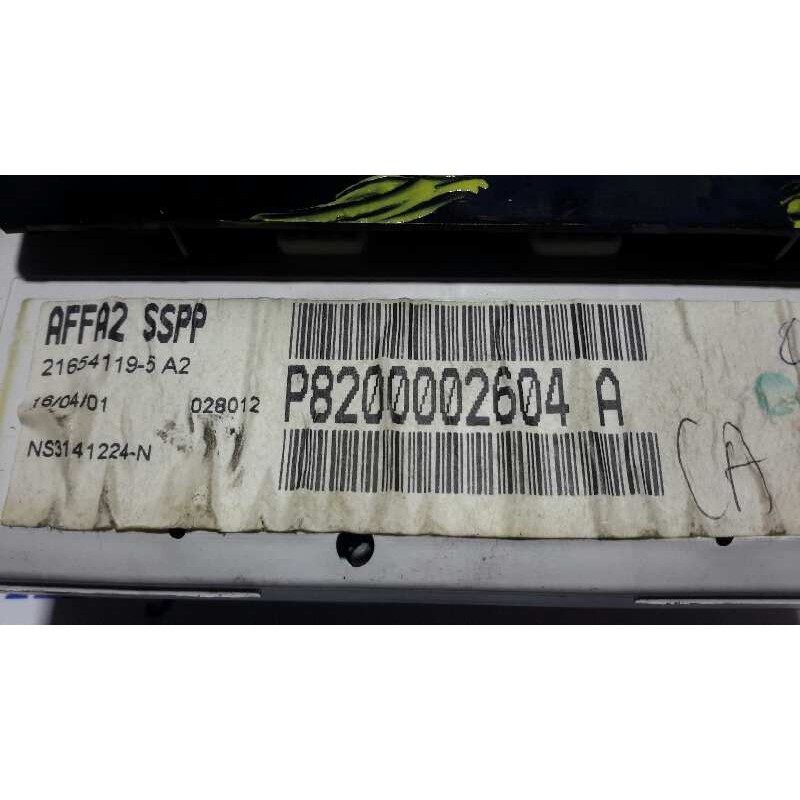 AFFA2 SSPP
21654119-5 A2
16/04/01 028012
NS3141224-N
P8200002604 A
CA